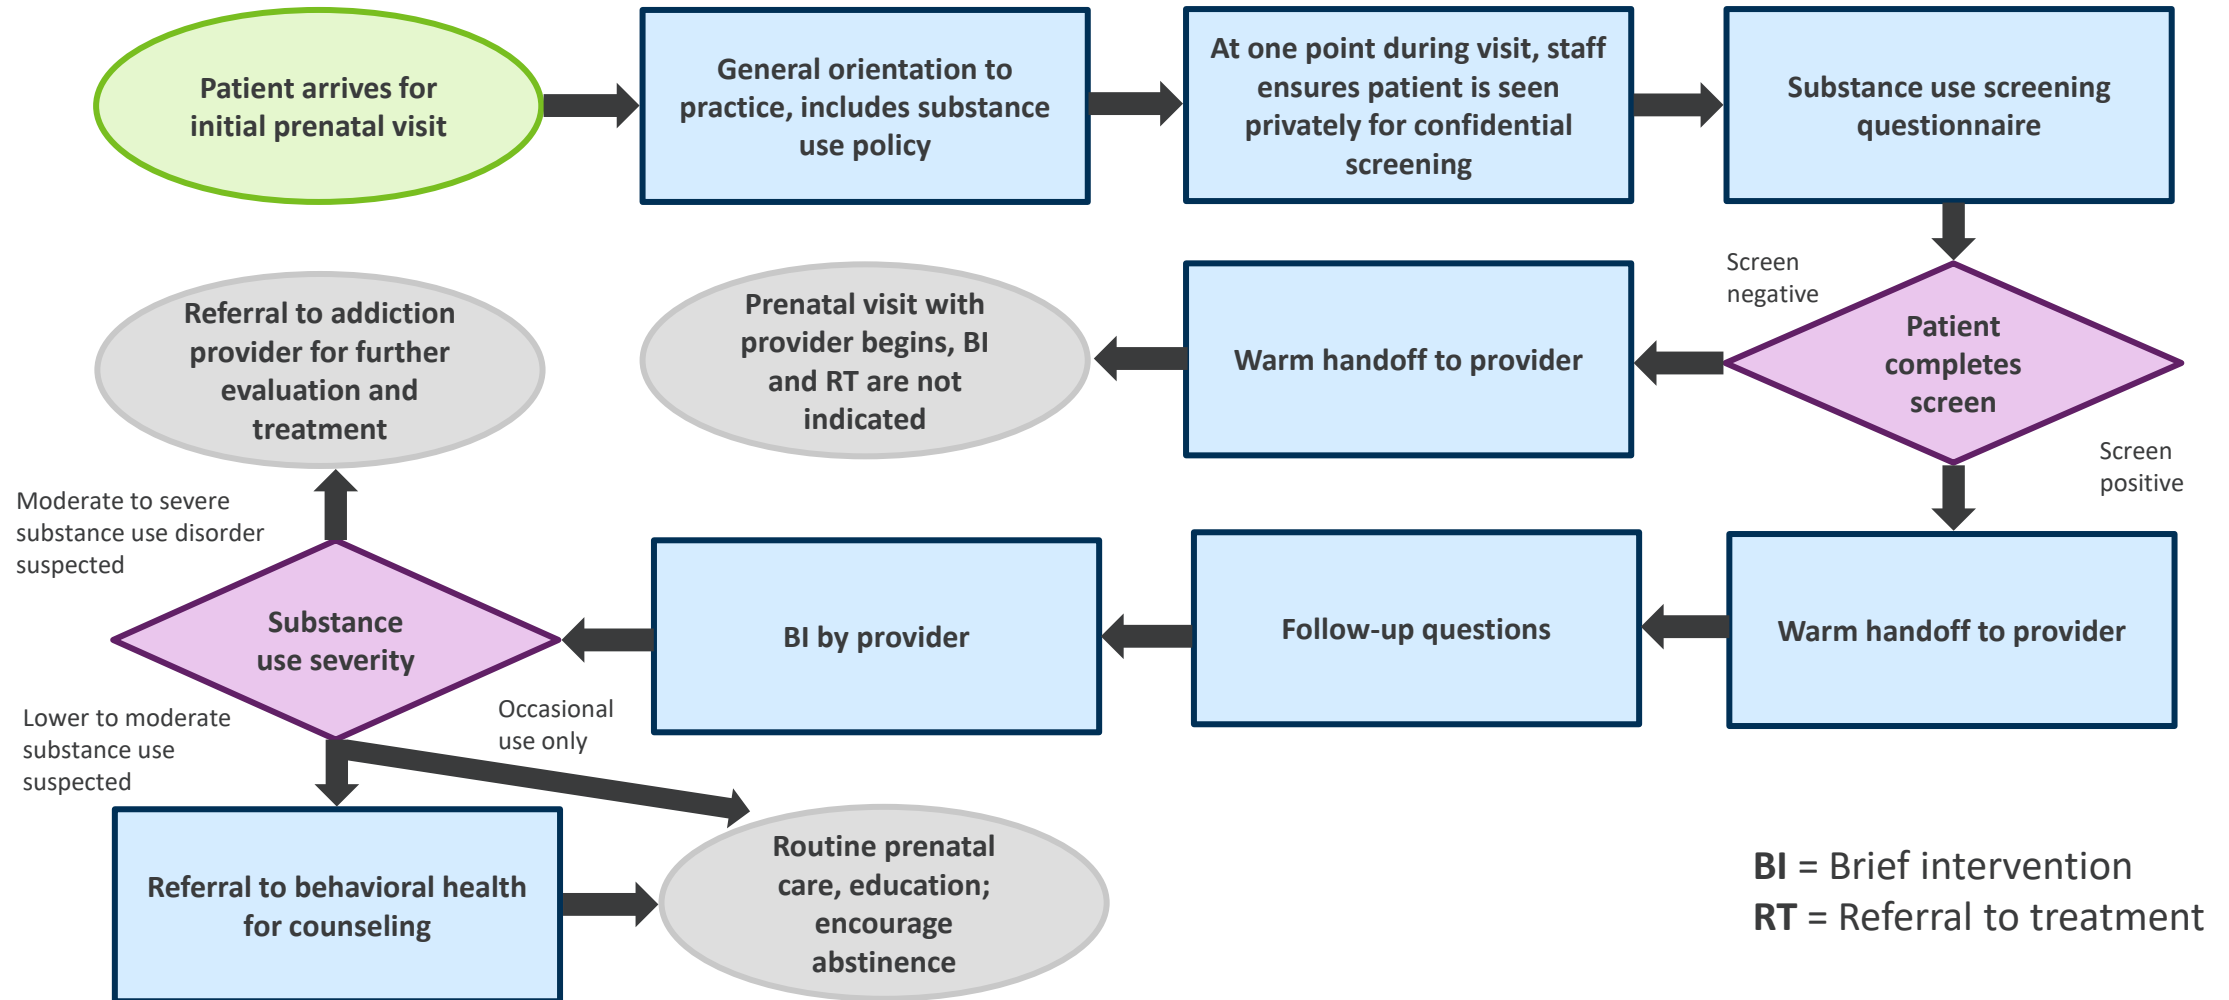 Patient arrives for
initial prenatal visit
General orientation to
practice, includes substance
use policy
At one point during visit, staff
ensures patient is seen
privately for confidential
screening
Substance use screening
questionnaire
Screen
negative
Patient
completes
screen
Warm handoff to provider
Prenatal visit with
provider begins, BI
and RT are not
indicated
Screen
positive
Warm handoff to provider
Follow-up questions
BI by provider
Substance
use severity
Moderate to severe
substance use disorder
suspected
Referral to addiction
provider for further
evaluation and
treatment
Lower to moderate
substance use
suspected
Occasional
use only
Referral to behavioral health
for counseling
Routine prenatal
care, education;
encourage
abstinence
BI = Brief intervention
RT = Referral to treatment